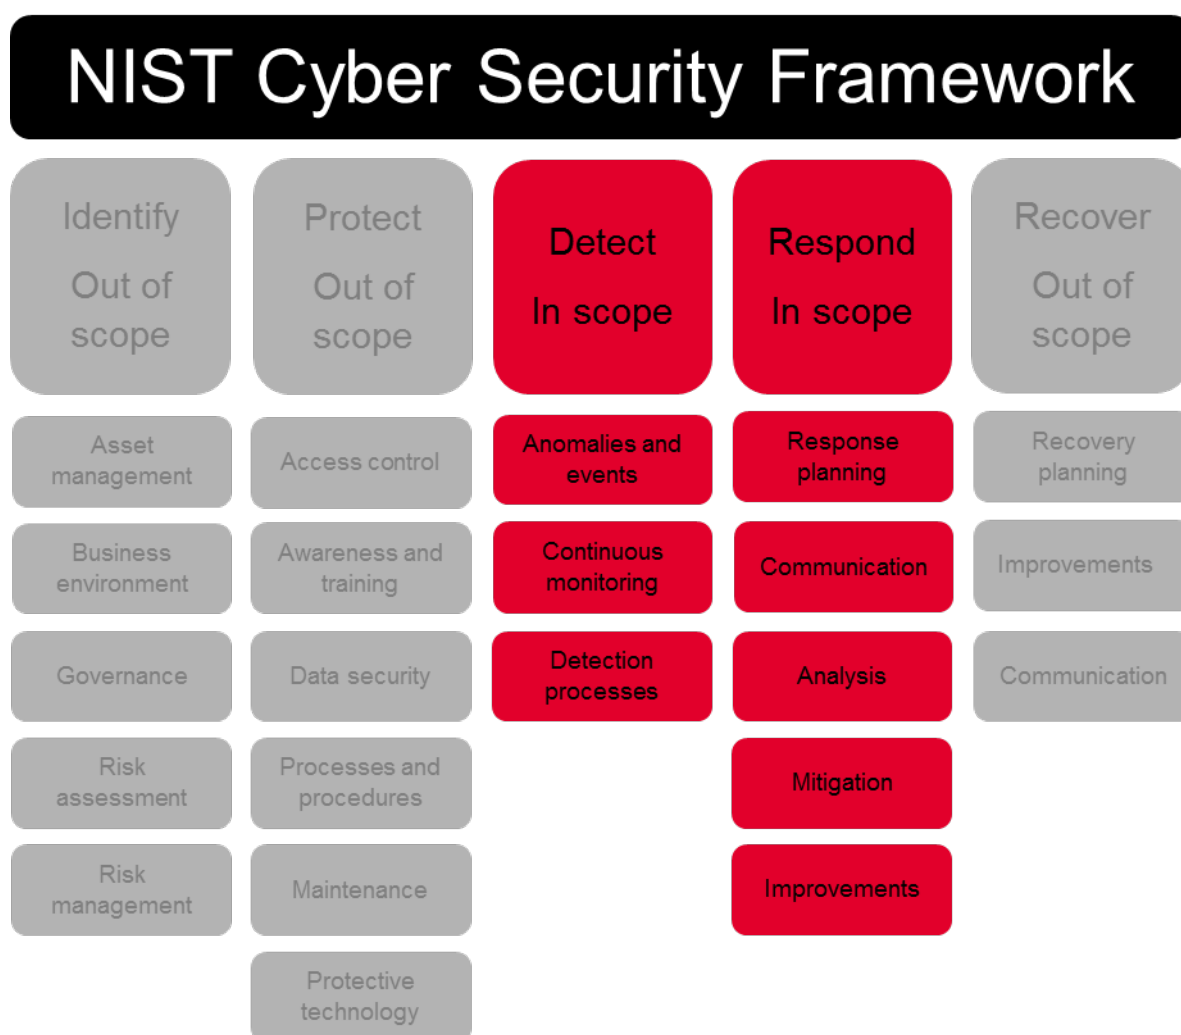 NIST Cyber Security Framework
Identify
Out of
scope
Asset
management
Business
environment
Governance
Risk
assessment
Risk
management
Protect
Out of
scope
Access control
Awareness and
training
Data security
Processes and
procedures
Maintenance
Protective
technology
Detect
In scope
Anomalies and
events
Continuous
monitoring
Detection
processes
Respond
In scope
Response
planning
Communication
Analysis
Mitigation
Improvements
Recover
Out of
scope
Recovery
planning
Improvements
Communication